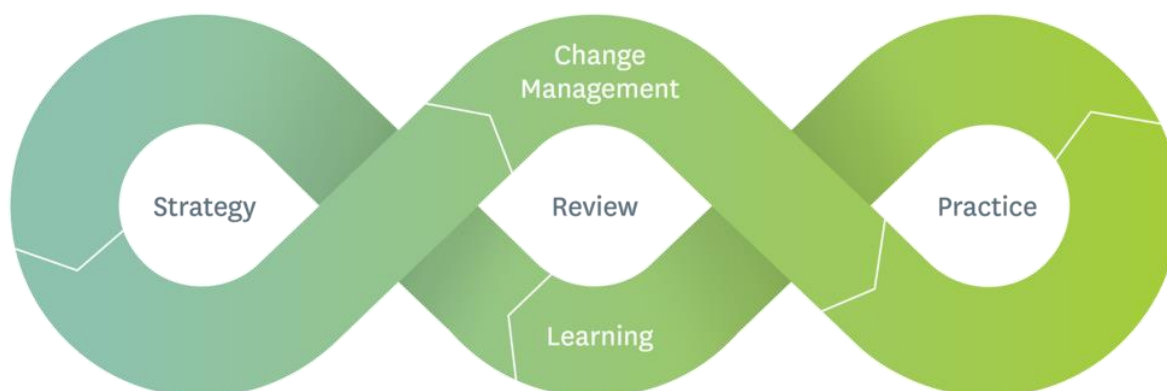 Change
Management
Strategy
Review
Practice
Learning